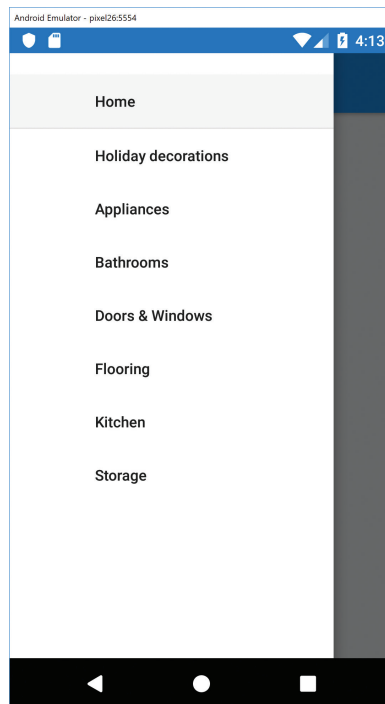 Android Emulator - pixel26:5554
4:13
Home
Holiday decorations
Appliances
Bathrooms
Doors & Windows
Flooring
Kitchen
Storage